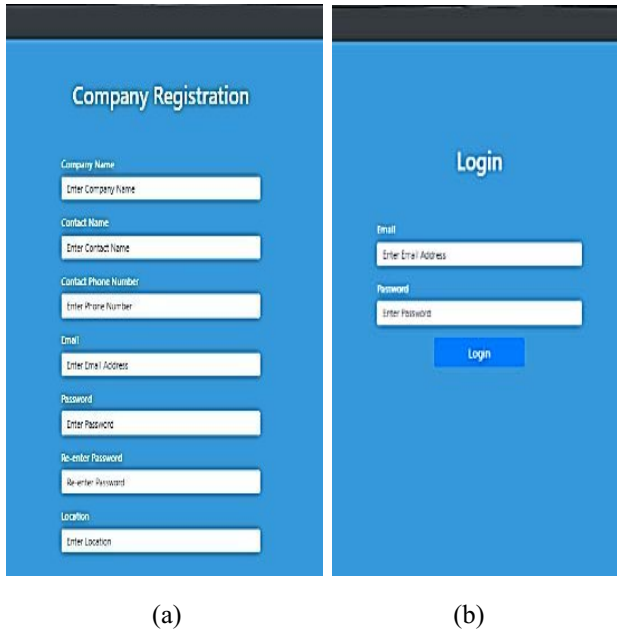 Company Registration
Company Name
Enter Company Name
Contact Name
Enter Contact Name
Contact Phone Number
Enter Phone Number
Email
Enter Email Address
Password
Enter Password
Re-enter Password
Re-enter Password
Location
Enter Location
(a)
Login
Email
Enter Email Address
Password
Enter Password
Login
(b)